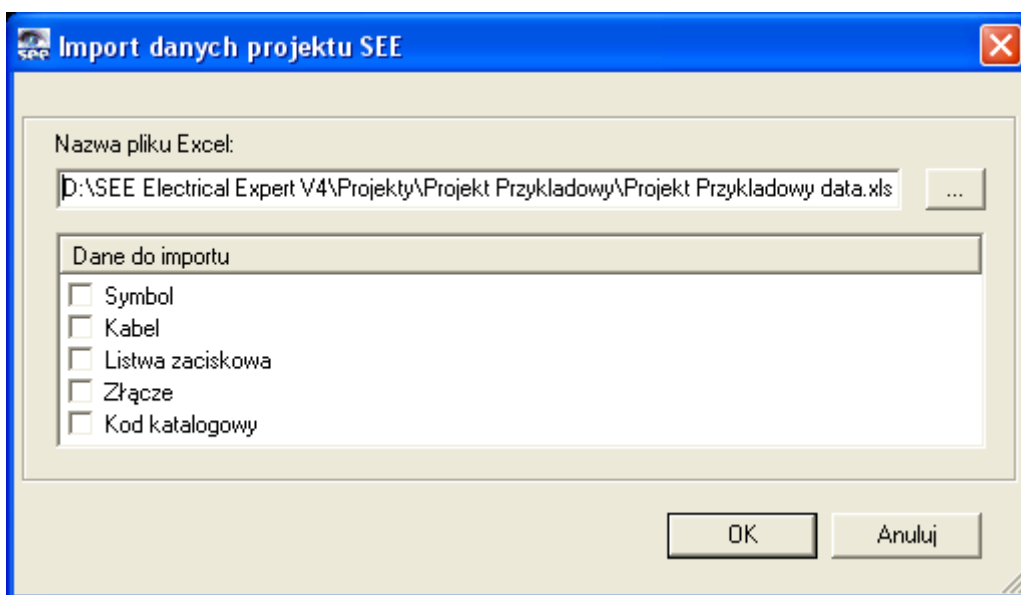 see Import danych projektu SEE
Nazwa pliku Excel:
D:\SEE Electrical Expert V4\Projekty\Projekt Przykladowy\Projekt Przykladowy data.xls
...
Dane do importu
Symbol
Kabel
Listwa zaciskowa
Złącze
Kod katalogowy
OK
Anuluj